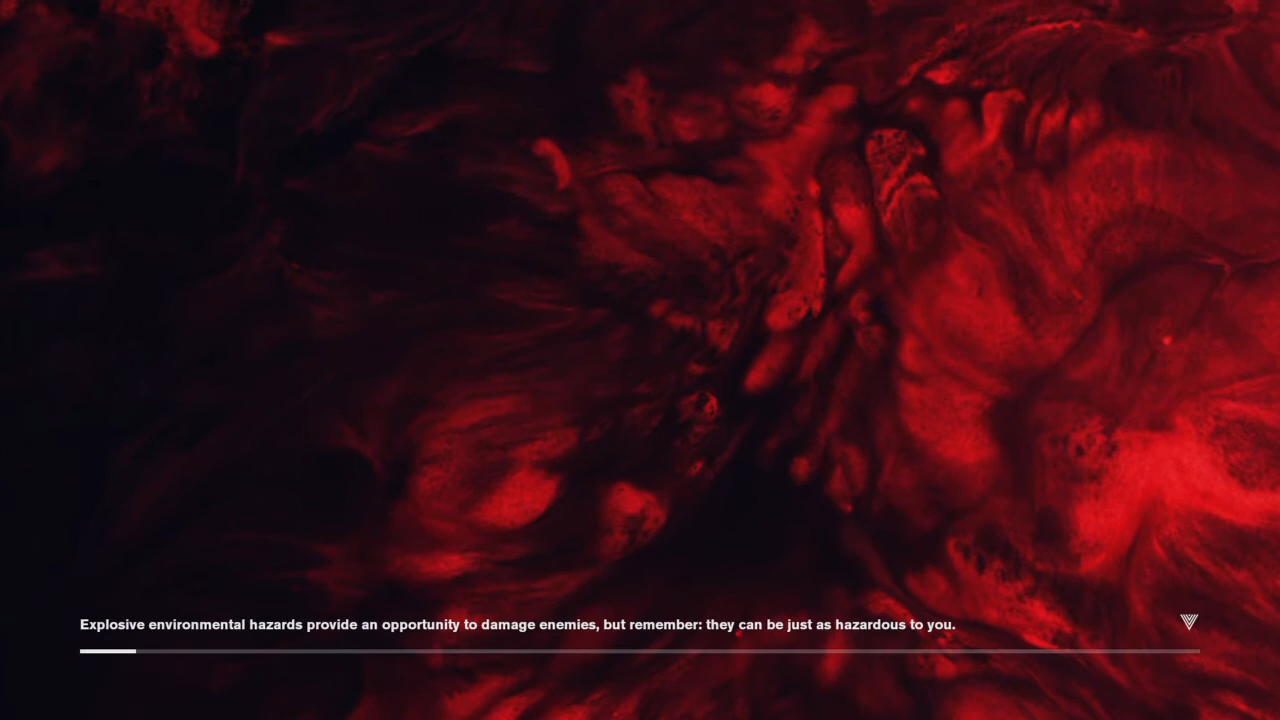 Explosive environmental hazards provide an opportunity to damage enemies, but remember: they can be just as hazardous to you.